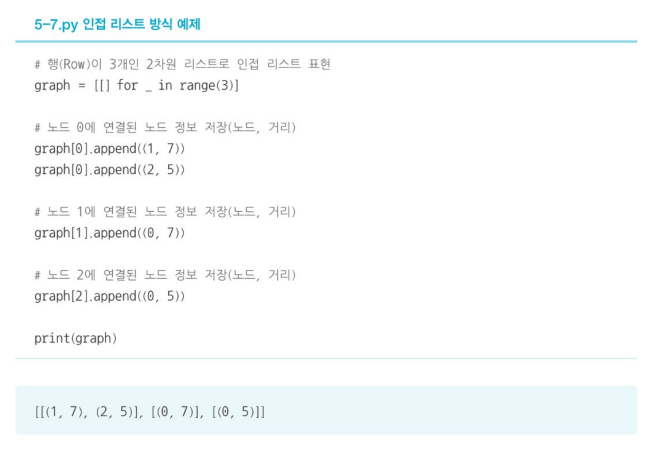 5-7.py 인접 리스트 방식 예제
# 행(Row)이 3개인 2차원 리스트로 인접 리스트 표현
graph = [[] for _ in range(3)]
# 노드 0에 연결된 노드 정보 저장(노드, 거리)
graph[0].append((1, 7))
graph[0].append((2, 5))
# 노드 1에 연결된 노드 정보 저장(노드, 거리)
graph[1].append((0, 7))
# 노드 2에 연결된 노드 정보 저장(노드, 거리)
graph[2].append((0, 5))
print(graph)
[[(1, 7), (2, 5)], [(0, 7)], [(0, 5)]]